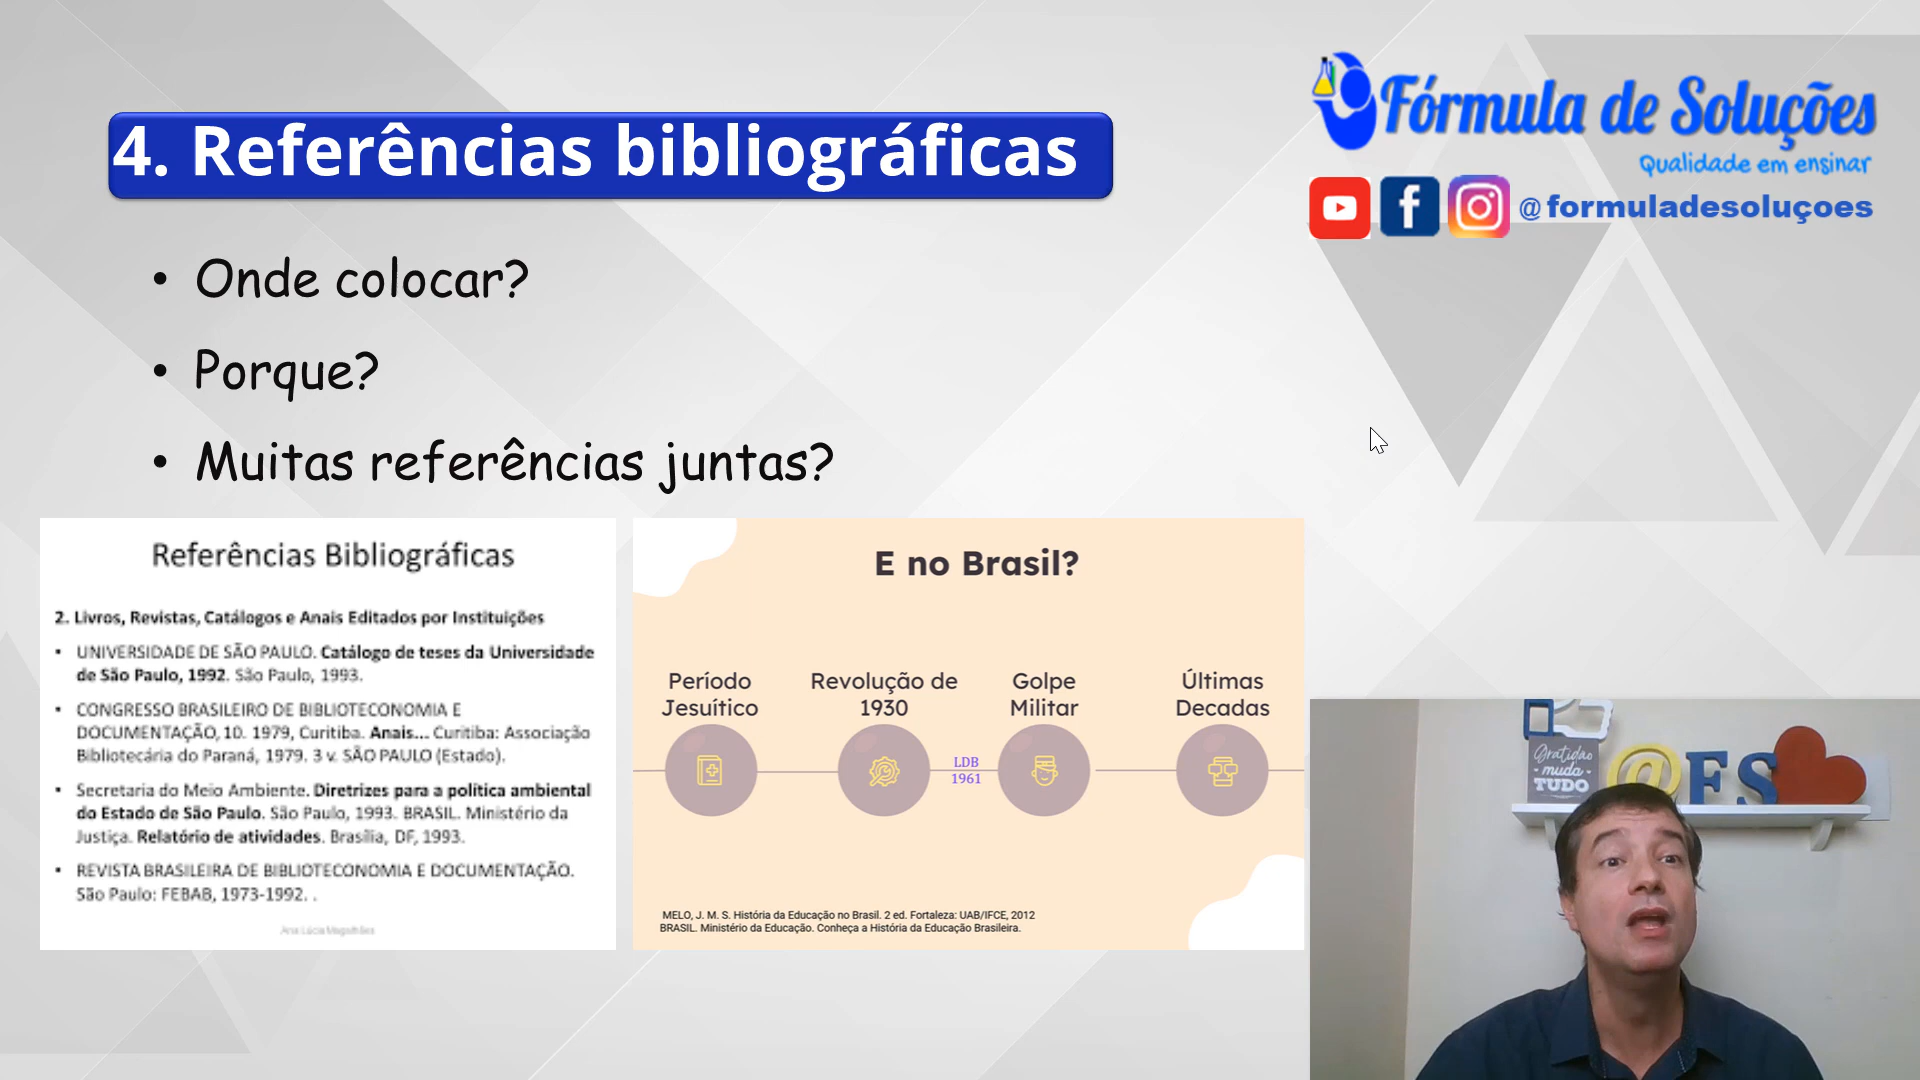 4. Referências bibliográficas
Fórmula de Soluções
Qualidade em ensinar
@formuladesoluçoes
• Onde colocar?
• Porque?
• Muitas referências juntas?
Referências Bibliográficas
2. Livros, Revistas, Catálogos e Anais Editados por Instituições
• UNIVERSIDADE DE SÃO PAULO. Catálogo de teses da Universidade
de São Paulo, 1992. São Paulo, 1993.
• CONGRESSO BRASILEIRO DE BIBLIOTECONOMIA E
DOCUMENTAÇÃO, 10. 1979, Curitiba. Anais... Curitiba: Associação
Bibliotecária do Paraná, 1979. 3 v. SÃO PAULO (Estado).
• Secretaria do Meio Ambiente. Diretrizes para a política ambiental
do Estado de São Paulo. São Paulo, 1993. BRASIL. Ministério da
Justiça. Relatório de atividades. Brasília, DF, 1993.
• REVISTA BRASILEIRA DE BIBLIOTECONOMIA E DOCUMENTAÇÃO.
São Paulo: FEBAB, 1973-1992. .
Ana Lúcia Magalhães
E no Brasil?
Período
Jesuítico
Revolução de
1930
LDB
1961
Golpe
Militar
Últimas
Decadas
MELO, J. M. S. História da Educação no Brasil. 2 ed. Fortaleza: UAB/IFCE, 2012
BRASIL. Ministério da Educação. Conheça a História da Educação Brasileira.
Gratidão
muda
TUDO
@FS